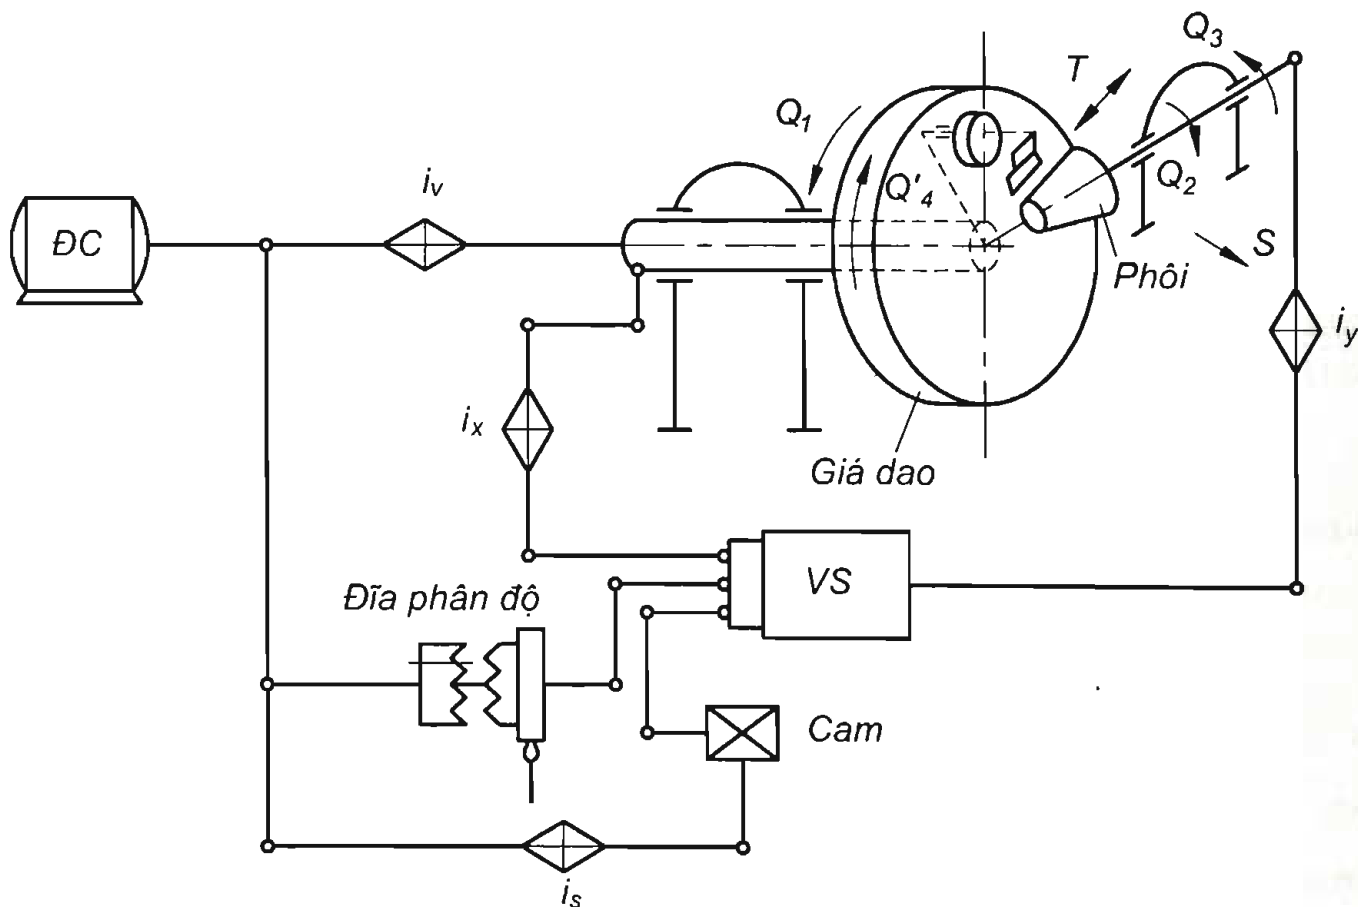 Q3
T
Q1
iv
Q'4
Q2
ĐC
S
Phôi
iy
ix
Giá dao
VS
Đĩa phân độ
Cam
is